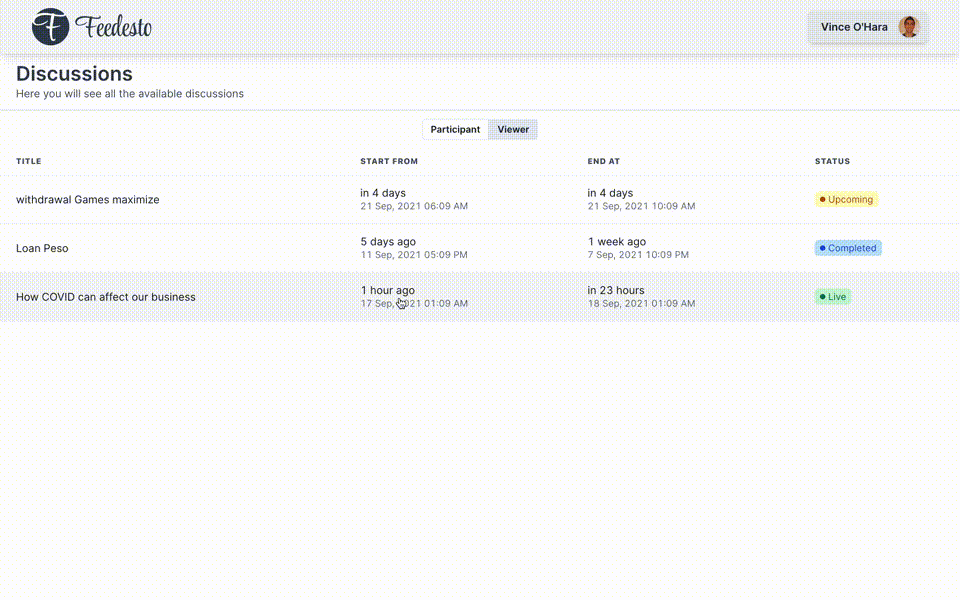 Feedesto
Vince O'Hara
Discussions
Here you will see all the available discussions
Participant Viewer
TITLE START FROM END AT STATUS
withdrawal Games maximize in 4 days in 4 days Upcoming
21 Sep, 2021 06:09 AM 21 Sep, 2021 10:09 AM
Loan Peso 5 days ago 1 week ago Completed
11 Sep, 2021 05:09 PM 7 Sep, 2021 10:09 PM
How COVID can affect our business 1 hour ago in 23 hours Live
17 Sep, 2021 01:09 AM 18 Sep, 2021 01:09 AM